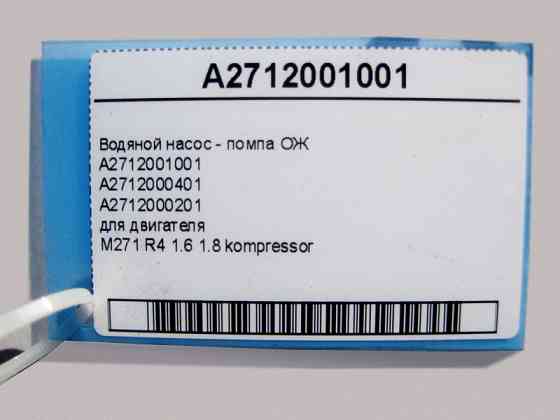 A2712001001
Водяной насос - помпа ОЖ
A2712001001
A2712000401
A2712000201
для двигателя
M271 R4 1.6 1.8 kompressor